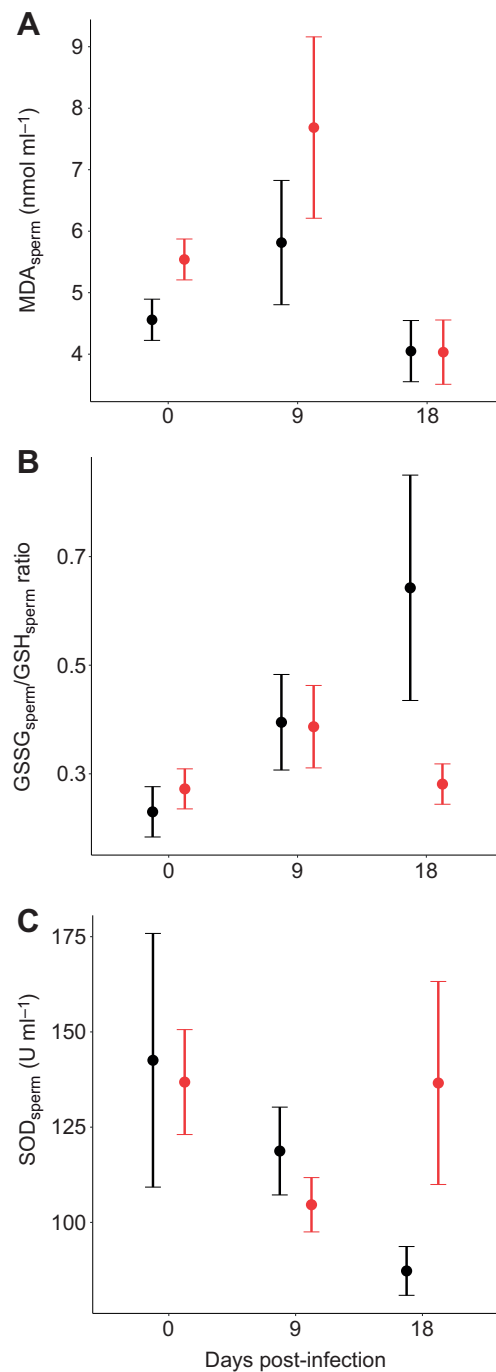 A
MDAsperm (nmol ml⁻¹)
9
8
7
6
5
4
0 9 18
B
GSSGsperm/GSHsperm ratio
0.7
0.5
0.3
0 9 18
C
SODsperm (U ml⁻¹)
175
150
125
100
0 9 18
Days post-infection